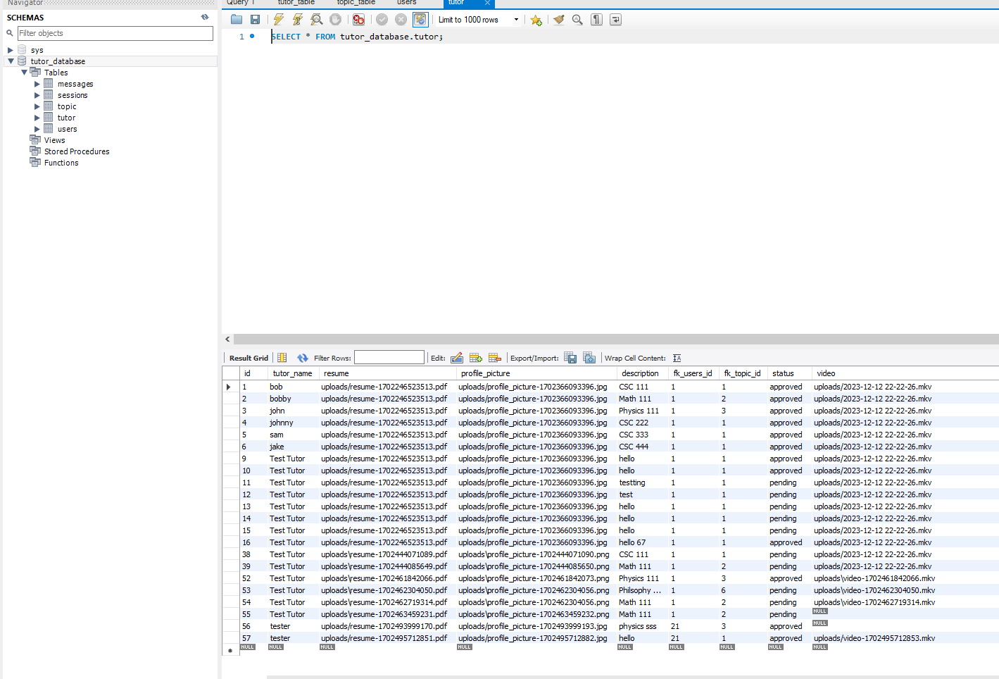 Navigator
Query 1 tutor_table topic_table users tutor
SCHEMAS
Limit to 1000 rows
Filter objects
1 SELECT * FROM tutor_database.tutor;
sys
tutor_database
Tables
messages
sessions
topic
tutor
users
Views
Stored Procedures
Functions
Result Grid Filter Rows: Edit: Export/Import: Wrap Cell Content:
id tutor_name resume profile_picture description fk_users_id fk_topic_id status video
1 bob uploads/resume-1702246523513.pdf uploads/profile_picture-1702366093396.jpg CSC 111 1 1 approved uploads/2023-12-12 22-22-26.mkv
2 bobby uploads/resume-1702246523513.pdf uploads/profile_picture-1702366093396.jpg Math 111 1 2 approved uploads/2023-12-12 22-22-26.mkv
3 john uploads/resume-1702246523513.pdf uploads/profile_picture-1702366093396.jpg Physics 111 1 3 approved uploads/2023-12-12 22-22-26.mkv
4 johnny uploads/resume-1702246523513.pdf uploads/profile_picture-1702366093396.jpg CSC 222 1 1 approved uploads/2023-12-12 22-22-26.mkv
5 sam uploads/resume-1702246523513.pdf uploads/profile_picture-1702366093396.jpg CSC 333 1 1 approved uploads/2023-12-12 22-22-26.mkv
6 jake uploads/resume-1702246523513.pdf uploads/profile_picture-1702366093396.jpg CSC 444 1 1 approved uploads/2023-12-12 22-22-26.mkv
9 Test Tutor uploads/resume-1702246523513.pdf uploads/profile_picture-1702366093396.jpg hello 1 1 approved uploads/2023-12-12 22-22-26.mkv
10 Test Tutor uploads/resume-1702246523513.pdf uploads/profile_picture-1702366093396.jpg hello 1 1 approved uploads/2023-12-12 22-22-26.mkv
11 Test Tutor uploads/resume-1702246523513.pdf uploads/profile_picture-1702366093396.jpg testting 1 1 pending uploads/2023-12-12 22-22-26.mkv
12 Test Tutor uploads/resume-1702246523513.pdf uploads/profile_picture-1702366093396.jpg test 1 1 pending uploads/2023-12-12 22-22-26.mkv
13 Test Tutor uploads/resume-1702246523513.pdf uploads/profile_picture-1702366093396.jpg hello 1 1 pending uploads/2023-12-12 22-22-26.mkv
14 Test Tutor uploads/resume-1702246523513.pdf uploads/profile_picture-1702366093396.jpg hello 1 1 pending uploads/2023-12-12 22-22-26.mkv
15 Test Tutor uploads/resume-1702246523513.pdf uploads/profile_picture-1702366093396.jpg hello 1 1 pending uploads/2023-12-12 22-22-26.mkv
16 Test Tutor uploads/resume-1702246523513.pdf uploads/profile_picture-1702366093396.jpg hello 67 1 1 approved uploads/2023-12-12 22-22-26.mkv
38 Test Tutor uploads\resume-1702444071089.pdf uploads\profile_picture-1702444071090.png CSC 111 1 1 pending uploads/2023-12-12 22-22-26.mkv
39 Test Tutor uploads\resume-1702444085649.pdf uploads\profile_picture-1702444085650.png Math 111 1 2 pending uploads/2023-12-12 22-22-26.mkv
52 Test Tutor uploads\resume-1702461842066.pdf uploads\profile_picture-1702461842073.png Physics 111 1 3 approved uploads\video-1702461842066.mkv
53 Test Tutor uploads\resume-1702462304050.pdf uploads\profile_picture-1702462304056.png Philsophy ... 1 6 pending uploads\video-1702462304050.mkv
54 Test Tutor uploads\resume-1702462719314.pdf uploads\profile_picture-1702462304056.png Math 111 1 2 pending uploads\video-1702462719314.mkv
55 Test Tutor uploads\resume-1702463459231.pdf uploads\profile_picture-1702463459232.png Math 111 1 2 pending NULL
56 tester uploads/resume-1702493999170.pdf uploads/profile_picture-1702493999193.jpg physics sss 21 3 approved NULL
57 tester uploads/resume-1702495712851.pdf uploads/profile_picture-1702495712882.jpg hello 21 1 approved uploads/video-1702495712853.mkv
NULL NULL NULL NULL NULL NULL NULL NULL NULL